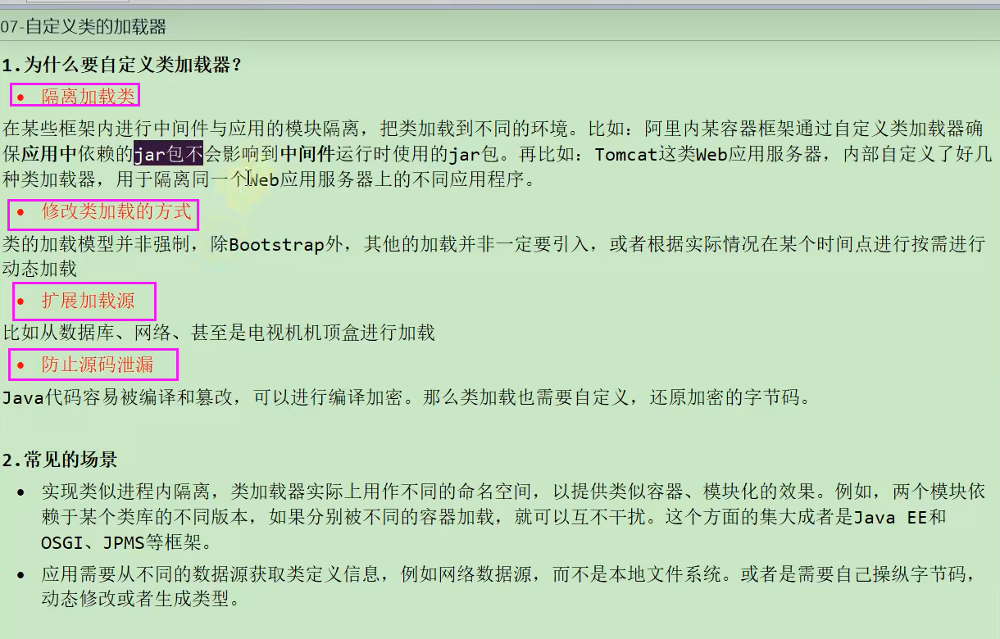 07-自定义类的加载器
1.为什么要自定义类加载器？
• 隔离加载类
在某些框架内进行中间件与应用的模块隔离，把类加载到不同的环境。比如：阿里内某容器框架通过自定义类加载器确
保应用中依赖的jar包不会影响到中间件运行时使用的jar包。再比如：Tomcat这类Web应用服务器，内部自定义了好几
种类加载器，用于隔离同一个Web应用服务器上的不同应用程序。
• 修改类加载的方式
类的加载模型并非强制，除Bootstrap外，其他的加载并非一定要引入，或者根据实际情况在某个时间点进行按需进行
动态加载
• 扩展加载源
比如从数据库、网络、甚至是电视机机顶盒进行加载
• 防止源码泄漏
Java代码容易被编译和篡改，可以进行编译加密。那么类加载也需要自定义，还原加密的字节码。
2.常见的场景
• 实现类似进程内隔离，类加载器实际上用作不同的命名空间，以提供类似容器、模块化的效果。例如，两个模块依
赖于某个类库的不同版本，如果分别被不同的容器加载，就可以互不干扰。这个方面的集大成者是Java EE和
OSGI、JPMS等框架。
• 应用需要从不同的数据源获取类定义信息，例如网络数据源，而不是本地文件系统。或者是需要自己操纵字节码，
动态修改或者生成类型。